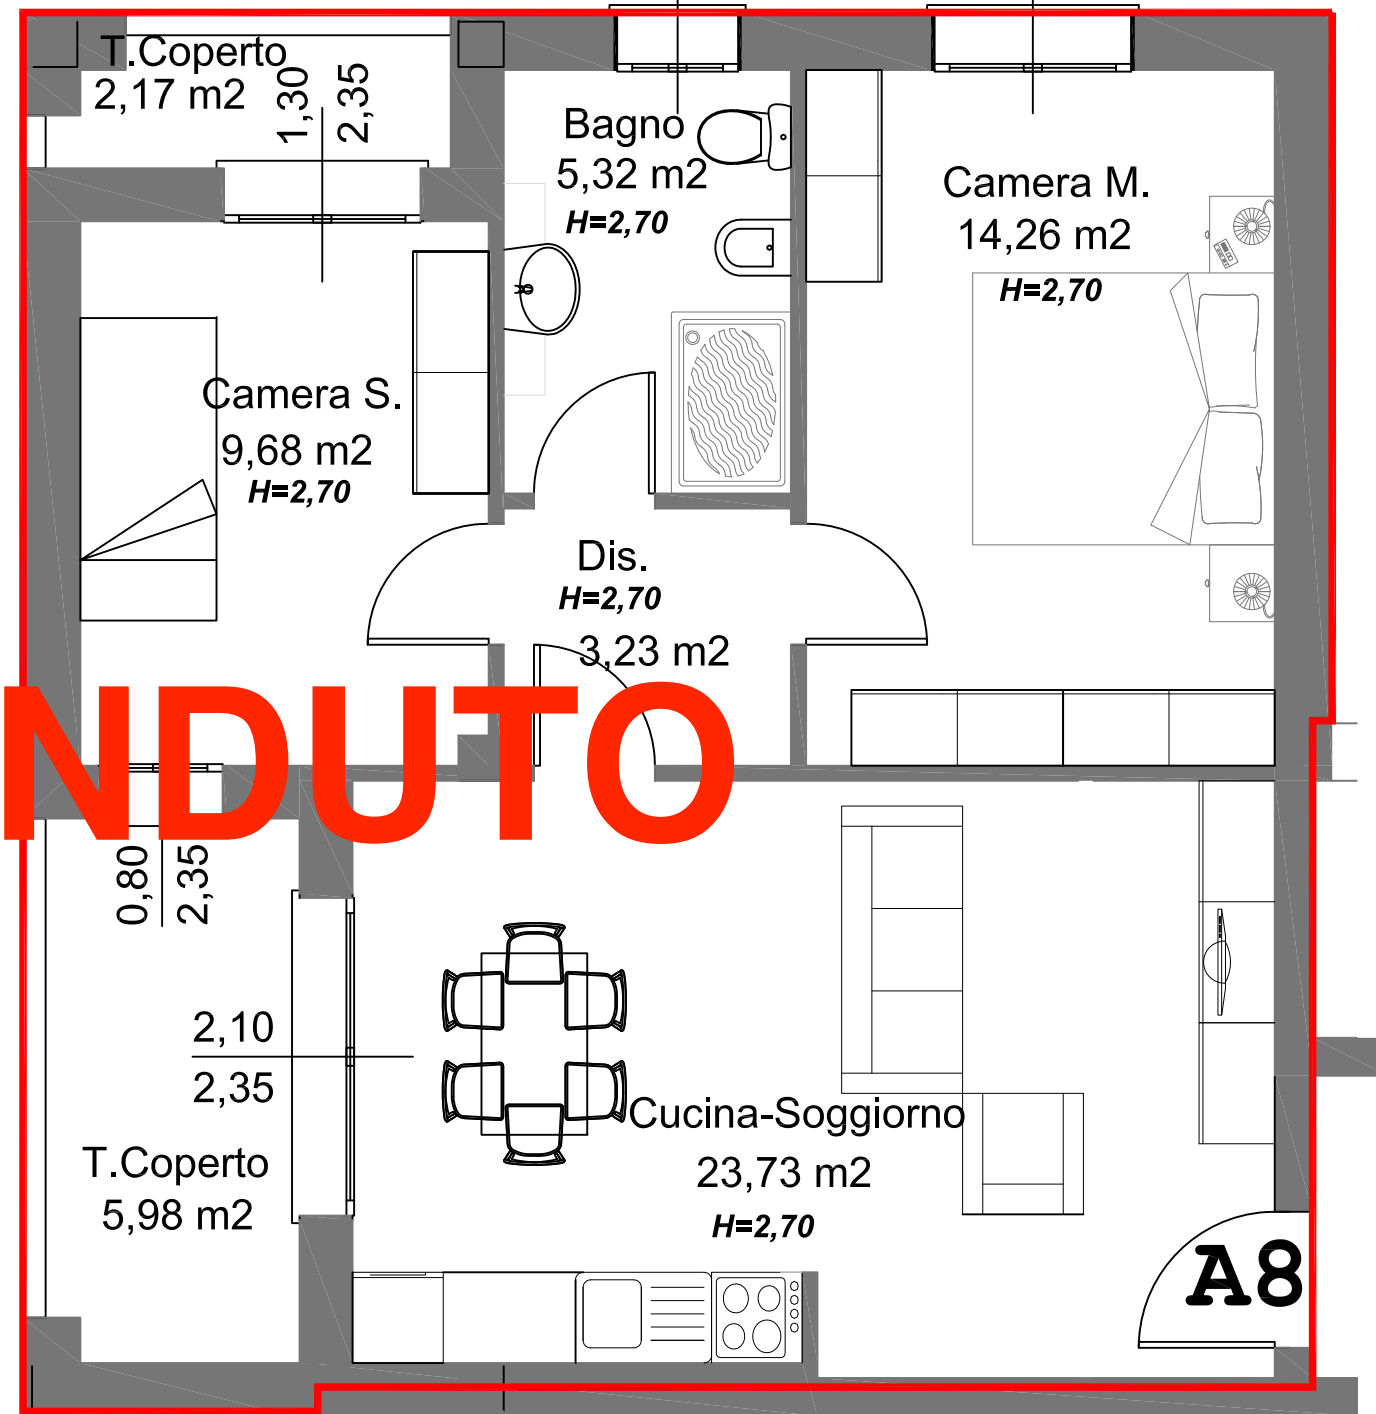 T.Coperto
2,17 m2
1,30
2,35
Bagno
5,32 m2
H=2,70
Camera M.
14,26 m2
H=2,70
Camera S.
9,68 m2
H=2,70
Dis.
H=2,70
3,23 m2
NDUTO
0,80
2,35
2,10
2,35
T.Coperto
5,98 m2
Cucina-Soggiorno
23,73 m2
H=2,70
A8